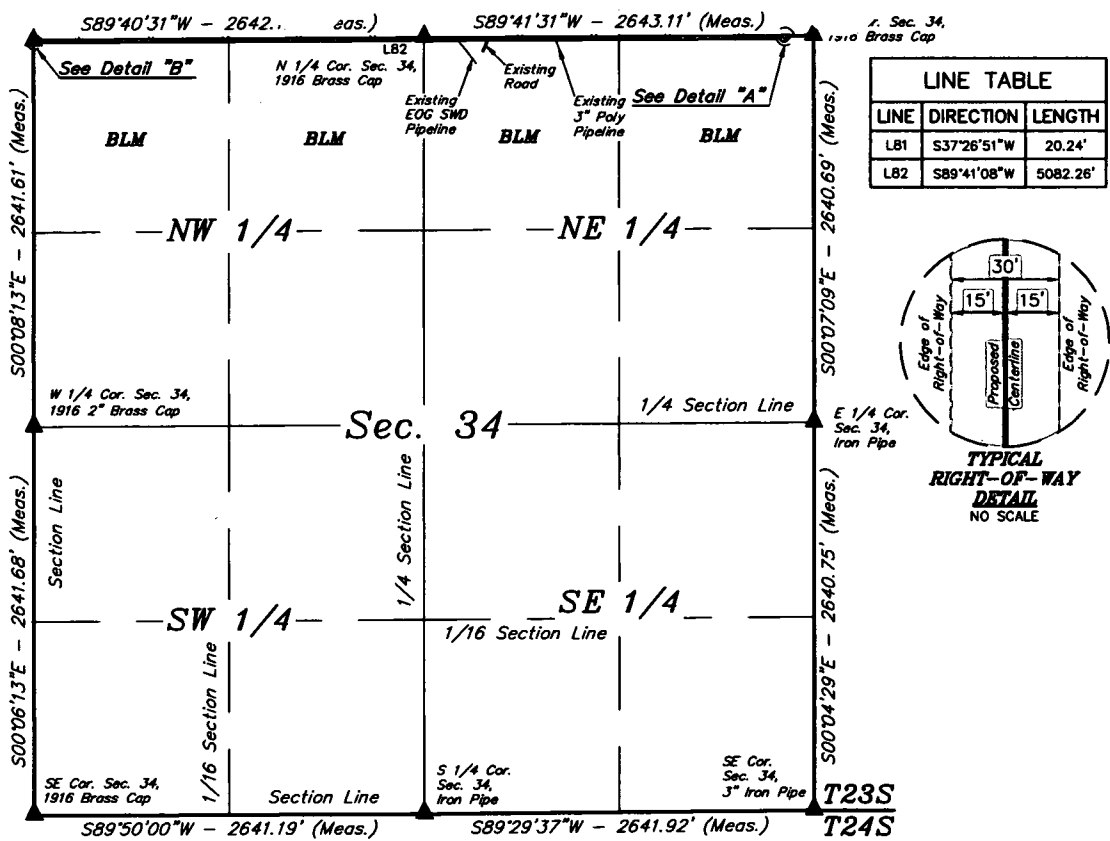 S89°40'31"W - 2642. eas.)
S89°41'31"W - 2643.11' (Meas.)
Sec. 34,
1916 Brass Cap
See Detail "B"
L82
N 1/4 Cor. Sec. 34,
1916 Brass Cap
Existing
EOG SWD
Pipeline
Existing
Road
Existing
3" Poly
Pipeline
See Detail "A"
BLM
BLM
BLM
BLM
LINE TABLE
LINE DIRECTION LENGTH
L81 S37°26'51"W 20.24'
L82 S89°41'08"W 5082.26'
S00°08'13"E - 2641.61' (Meas.)
NW 1/4
NE 1/4
S00°07'09"E - 2640.69' (Meas.)
30'
15' 15'
Edge of
Right-of-Way
Proposed
Centerline
Edge of
Right-of-Way
TYPICAL
RIGHT-OF-WAY
DETAIL
NO SCALE
W 1/4 Cor. Sec. 34,
1916 2" Brass Cap
Sec. 34
1/4 Section Line
E 1/4 Cor.
Sec. 34,
Iron Pipe
S00°06'13"E - 2641.68' (Meas.)
Section Line
1/4 Section Line
S00°04'29"E - 2640.75' (Meas.)
SW 1/4
SE 1/4
1/16 Section Line
1/16 Section Line
SE Cor. Sec. 34,
1916 Brass Cap
Section Line
S 1/4 Cor.
Sec. 34,
Iron Pipe
SE Cor.
Sec. 34,
3" Iron Pipe
T23S
T24S
S89°50'00"W - 2641.19' (Meas.)
S89°29'37"W - 2641.92' (Meas.)